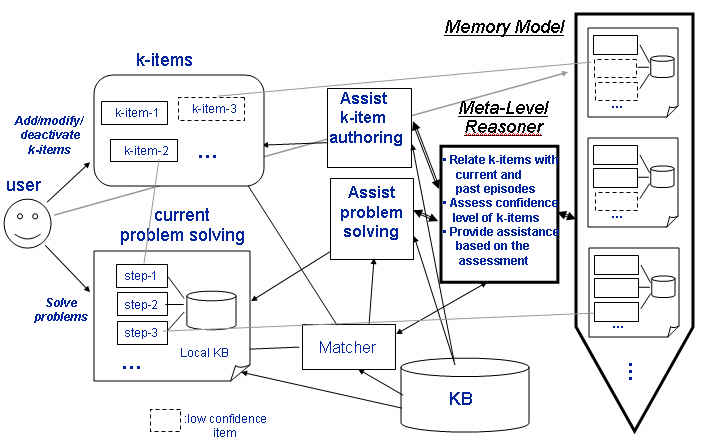 Memory Model
k-items
k-item-1
k-item-3
k-item-2
...
Add/modify/
deactivate
k-items
user
Assist
k-item
authoring
Meta-Level
Reasoner
• Relate k-items with
current and
past episodes
• Assess confidence
level of k-items
• Provide assistance
based on the
assessment
Assist
problem
solving
current
problem solving
step-1
step-2
step-3
Local KB
...
Solve
problems
Matcher
KB
:low confidence
item
...
...
...
...